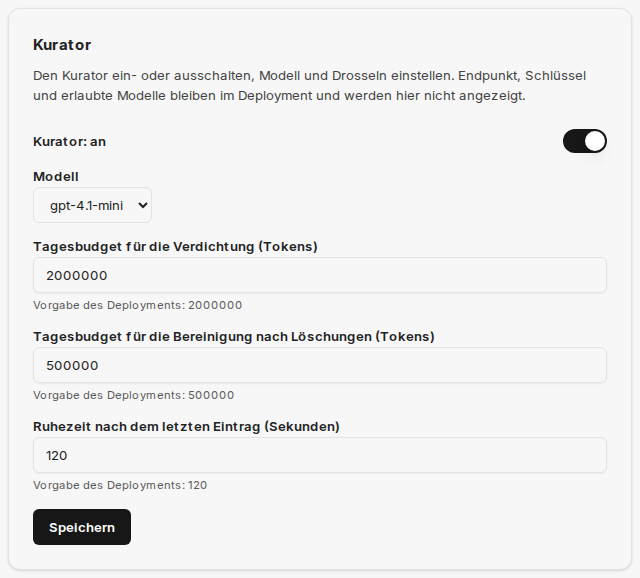 Kurator
Den Kurator ein- oder ausschalten, Modell und Drosseln einstellen. Endpunkt, Schlüssel
und erlaubte Modelle bleiben im Deployment und werden hier nicht angezeigt.
Kurator: an
Modell
gpt-4.1-mini
Tagesbudget für die Verdichtung (Tokens)
2000000
Vorgabe des Deployments: 2000000
Tagesbudget für die Bereinigung nach Löschungen (Tokens)
500000
Vorgabe des Deployments: 500000
Ruhezeit nach dem letzten Eintrag (Sekunden)
120
Vorgabe des Deployments: 120
Speichern